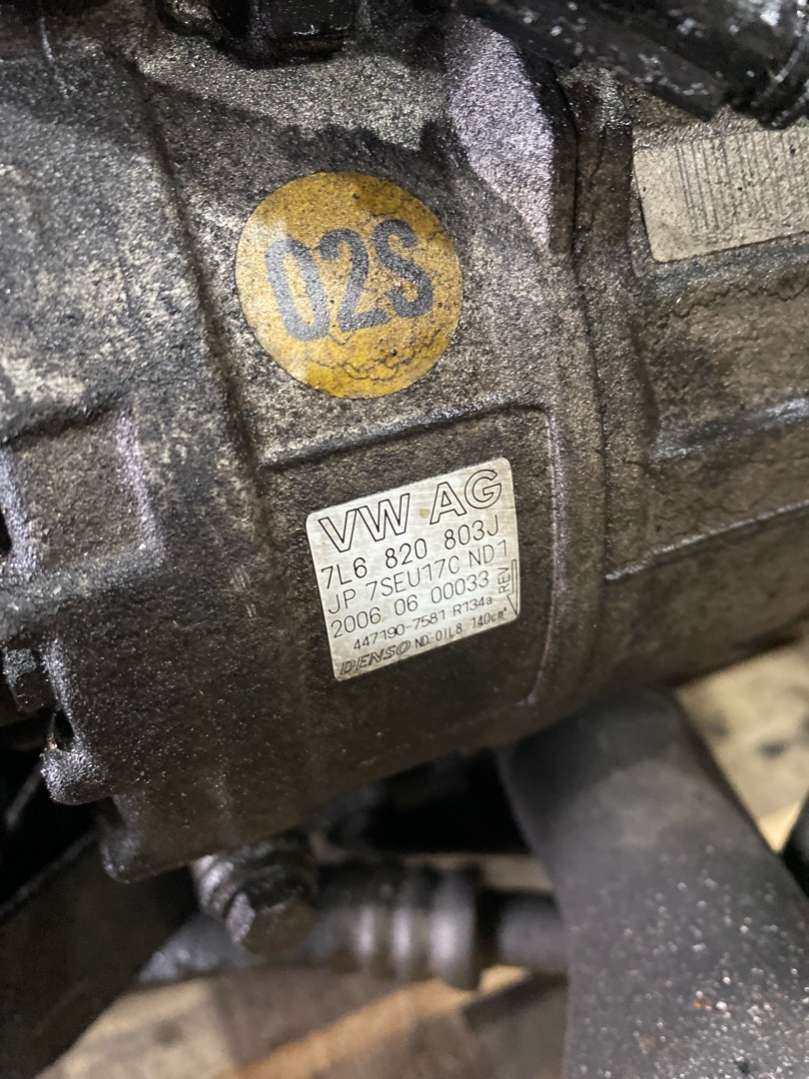 02S
VW AG
7L6 820 803J
JP 7SEU17C ND1
2006 06 00033 REV
447190-7581 R134a
DENSO ND-OIL8 140cm³